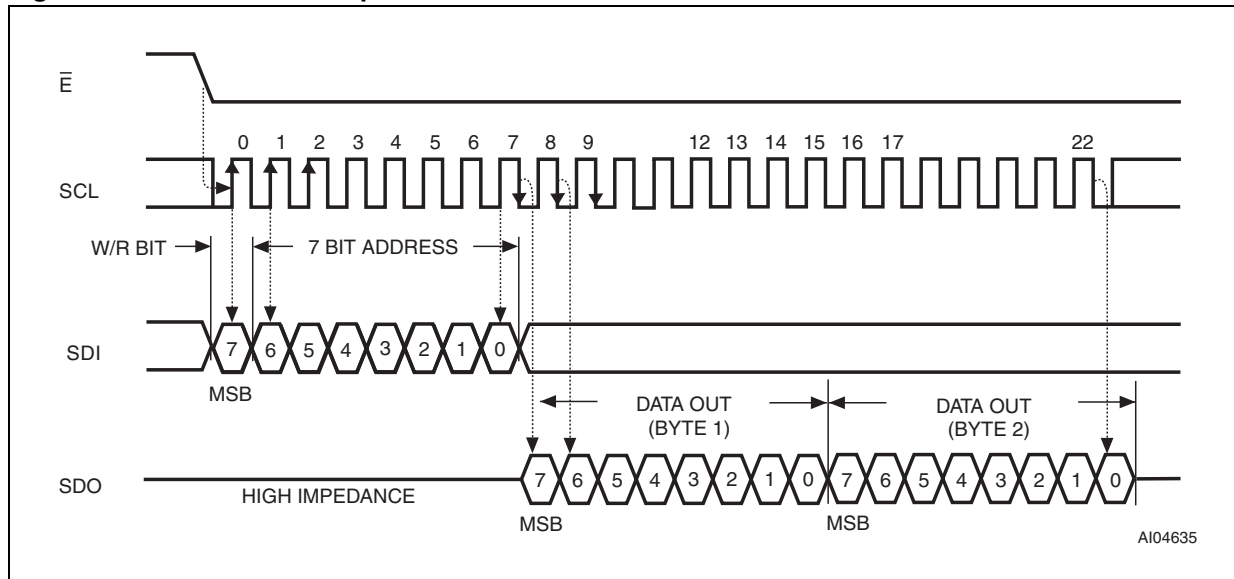 Ē
0 1 2 3 4 5 6 7 8 9 12 13 14 15 16 17 22
SCL
W/R BIT
7 BIT ADDRESS
SDI
7 6 5 4 3 2 1 0
MSB
DATA OUT
(BYTE 1)
DATA OUT
(BYTE 2)
SDO
HIGH IMPEDANCE
7 6 5 4 3 2 1 0 7 6 5 4 3 2 1 0
MSB
MSB
AI04635